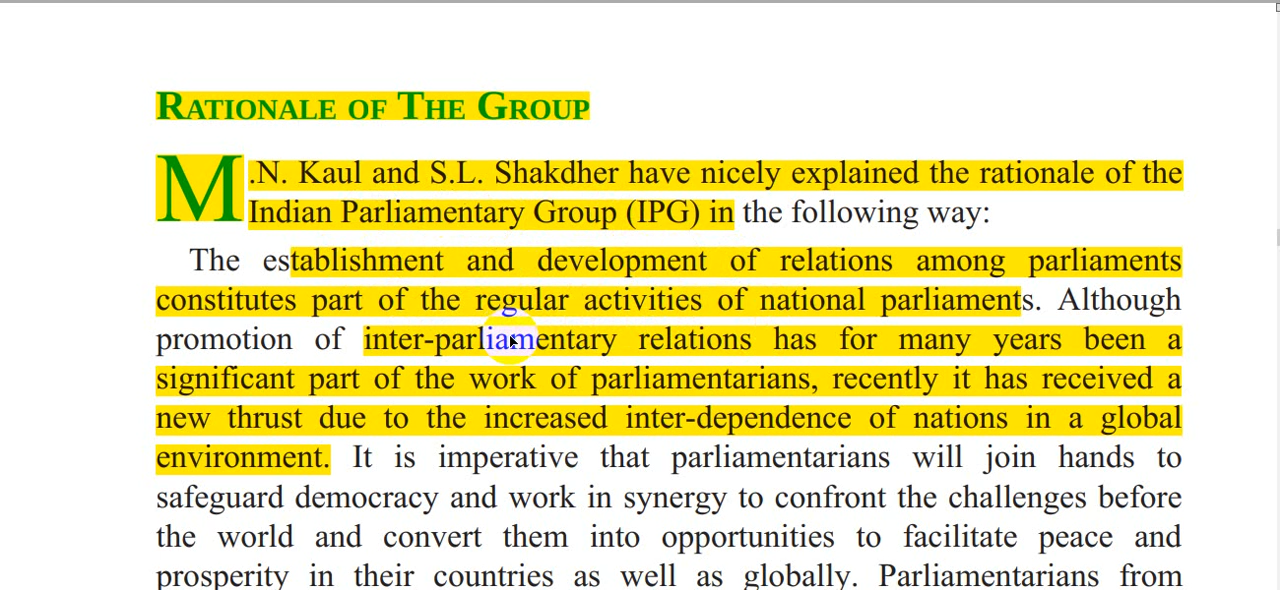 RATIONALE OF THE GROUP
M.N. Kaul and S.L. Shakdher have nicely explained the rationale of the
Indian Parliamentary Group (IPG) in the following way:
The establishment and development of relations among parliaments
constitutes part of the regular activities of national parliaments. Although
promotion of inter-parliamentary relations has for many years been a
significant part of the work of parliamentarians, recently it has received a
new thrust due to the increased inter-dependence of nations in a global
environment. It is imperative that parliamentarians will join hands to
safeguard democracy and work in synergy to confront the challenges before
the world and convert them into opportunities to facilitate peace and
prosperity in their countries as well as globally. Parliamentarians from